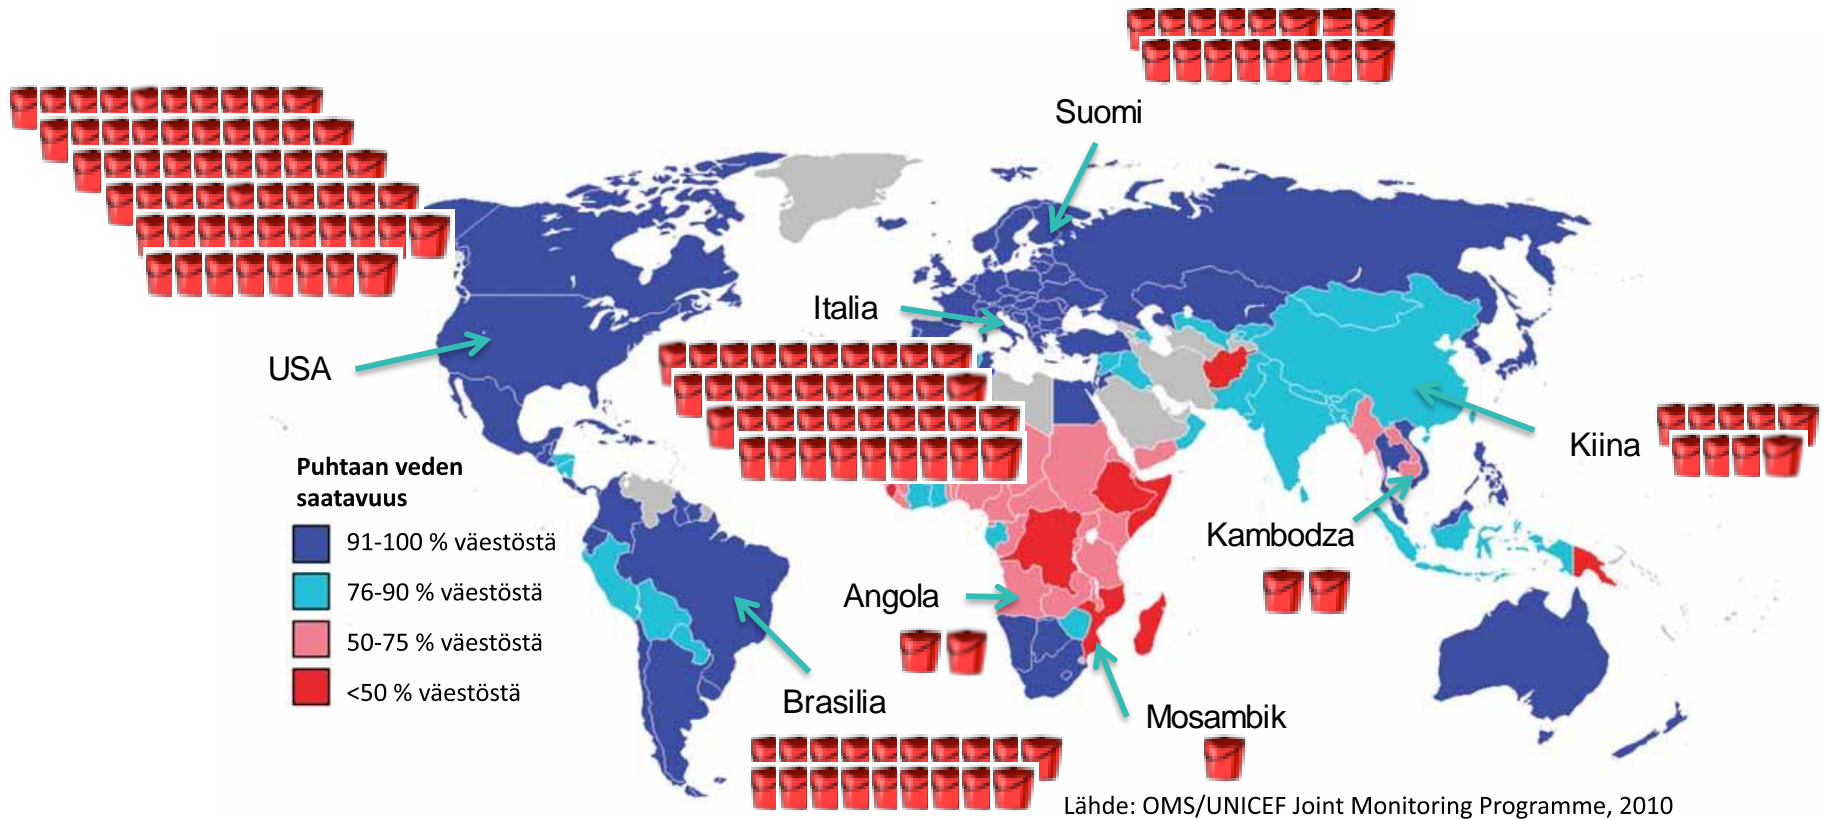 Suomi
Italia
USA
Kiina
Puhtaan veden
saatavuus
91-100 % väestöstä
76-90 % väestöstä
50-75 % väestöstä
<50 % väestöstä
Kambodza
Angola
Brasilia
Mosambik
Lähde: OMS/UNICEF Joint Monitoring Programme, 2010